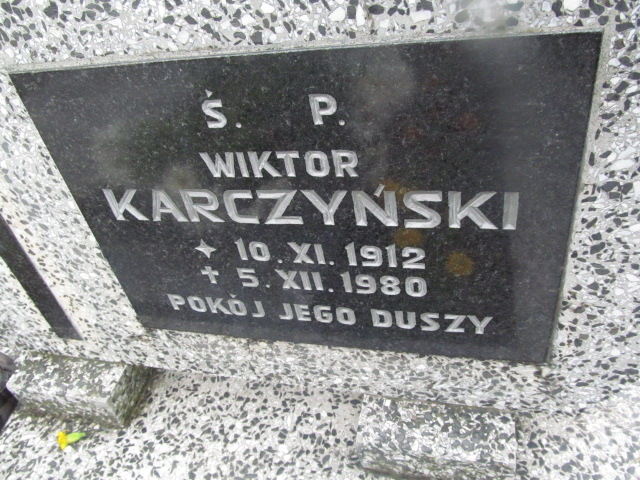 Ś. P.
WIKTOR
KARCZYŃSKI
✦ 10.XI.1912
✝ 5.XII.1980
POKÓJ JEGO DUSZY